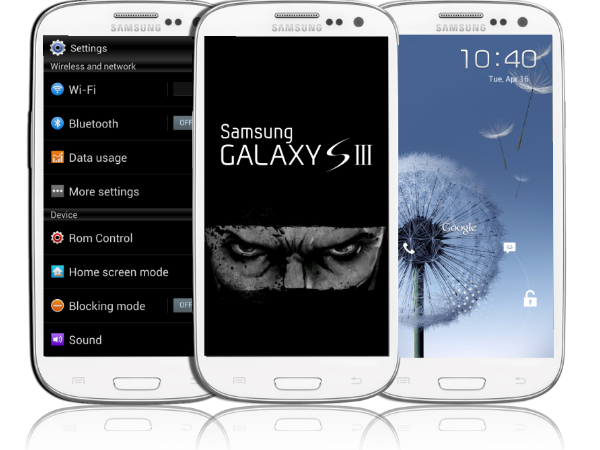 SAMSUNG
Settings
Wireless and network
Wi-Fi
Bluetooth
OFF
Data usage
More settings
Device
Rom Control
Home screen mode
Blocking mode
OFF
Sound
SAMSUNG
Samsung
GALAXY S III
SAMSUNG
10:40
Tue, Apr 16
Google